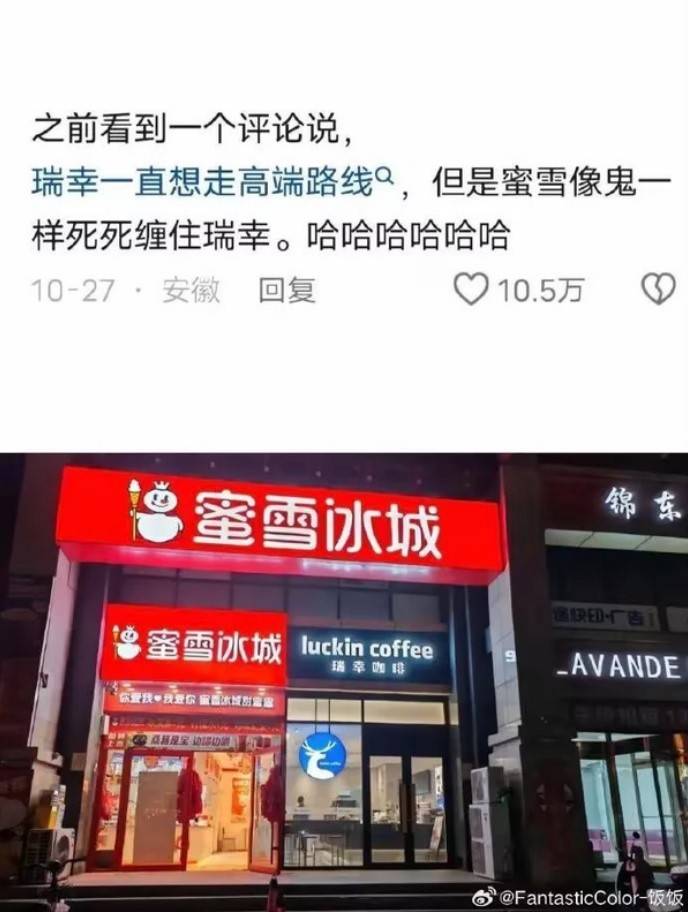 之前看到一个评论说，
瑞幸一直想走高端路线，但是蜜雪像鬼一
样死死缠住瑞幸。哈哈哈哈哈哈
10-27 · 安徽 回复 10.5万
蜜雪冰城
锦东
蜜雪冰城
luckin coffee
瑞幸咖啡
快印·广告
LAVANDE
你爱我❤我爱你 蜜雪冰城甜蜜蜜
@FantasticColor-饭饭